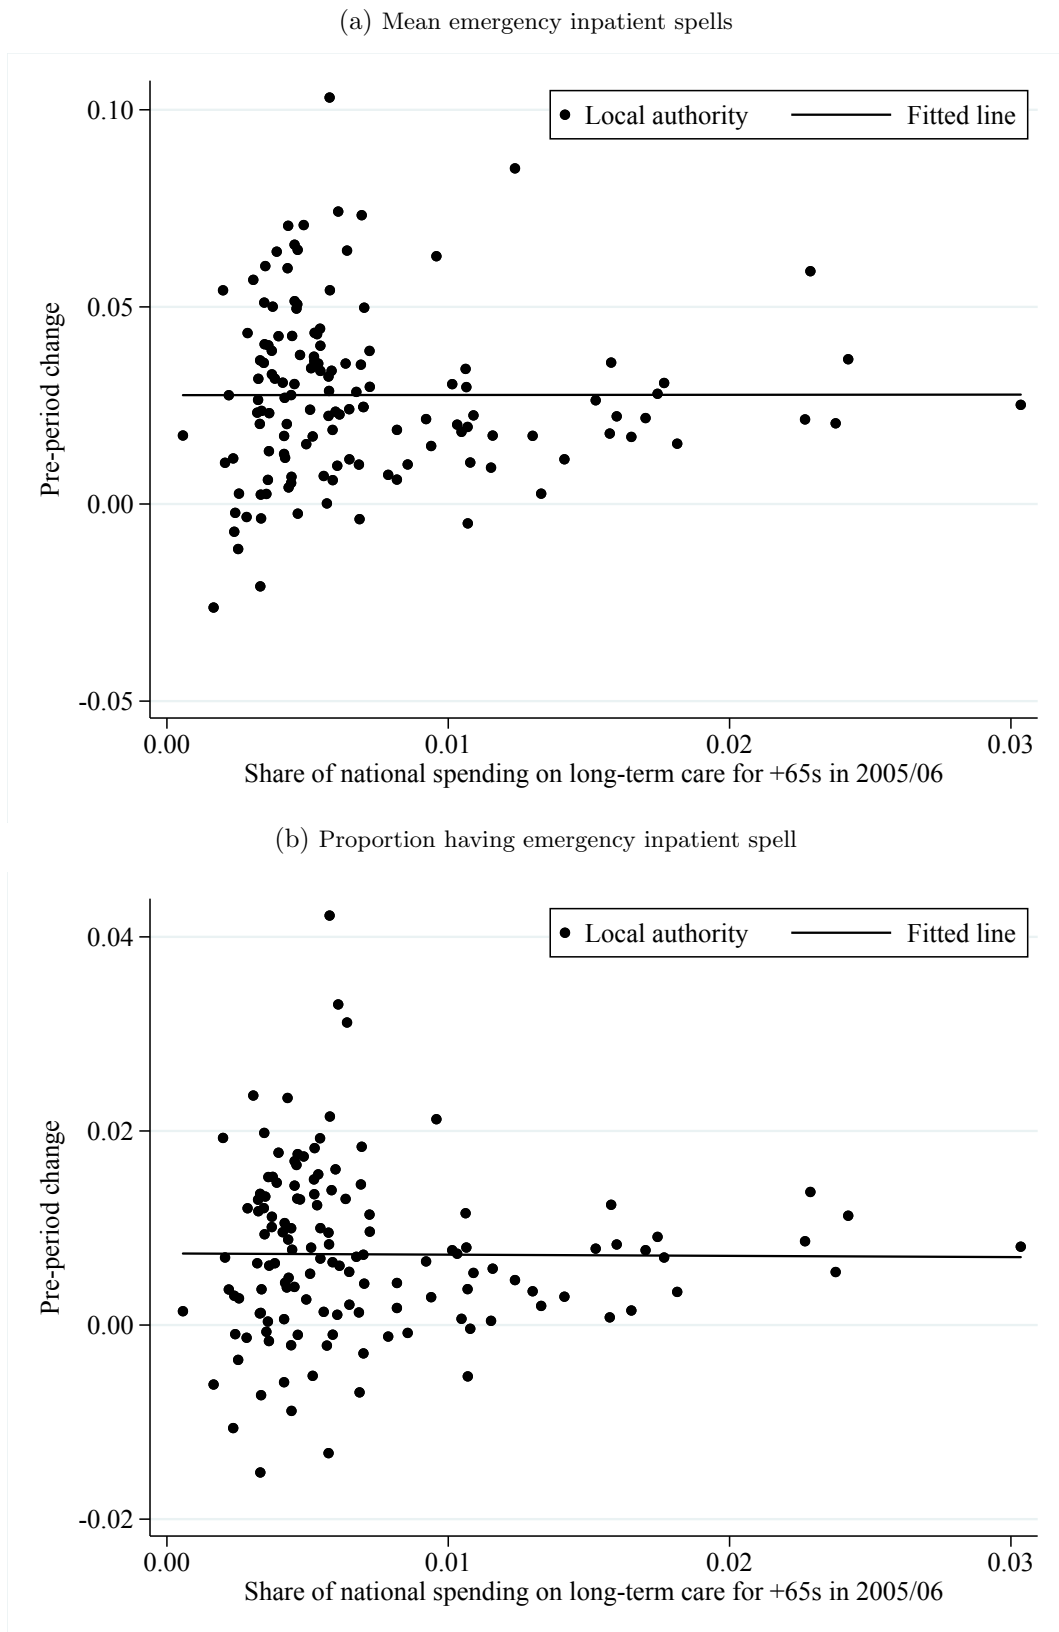 (a) Mean emergency inpatient spells
Local authority Fitted line
0.10
0.05
0.00
-0.05
Pre-period change
0.00 0.01 0.02 0.03
Share of national spending on long-term care for +65s in 2005/06
(b) Proportion having emergency inpatient spell
Local authority Fitted line
0.04
0.02
0.00
-0.02
Pre-period change
0.00 0.01 0.02 0.03
Share of national spending on long-term care for +65s in 2005/06